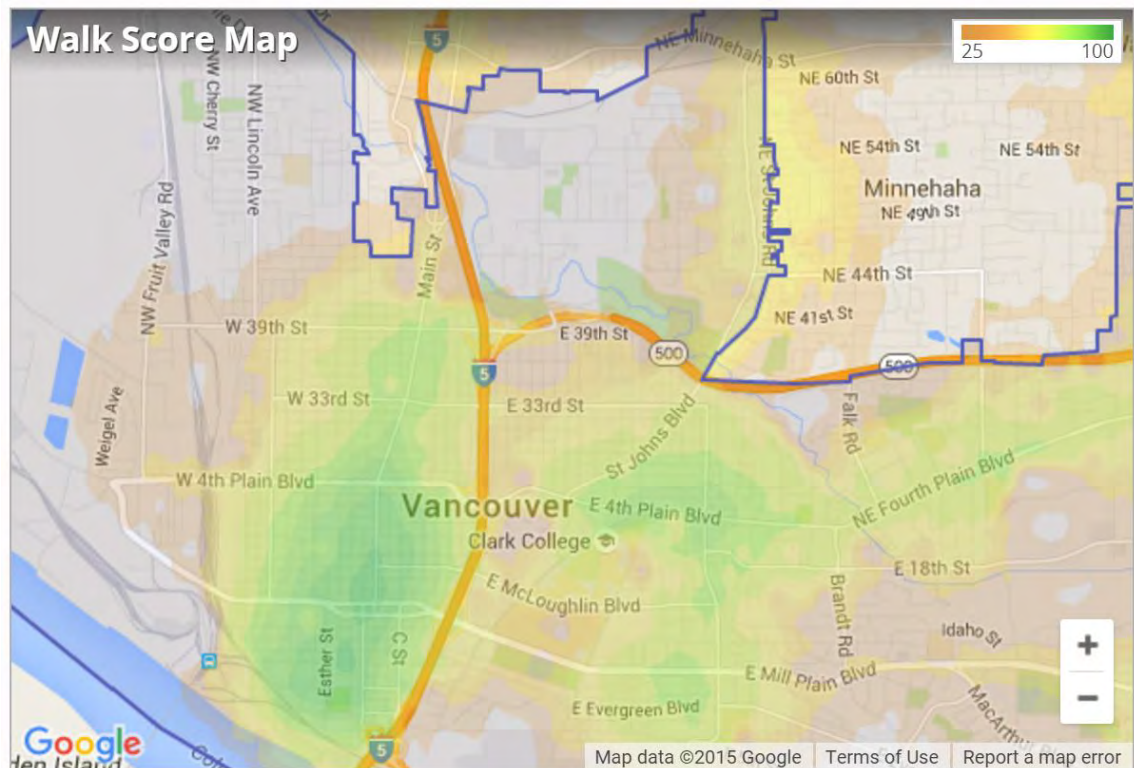 Walk Score Map
25 100
5
NE Minnehaha St
NE 60th St
NW Cherry St
NW Lincoln Ave
NE 54th St
NE 54th St
NE St Johns Rd
Minnehaha
NE 49th St
NW Fruit Valley Rd
Main St
NE 44th St
NE 41st St
W 39th St
E 39th St
500
500
5
Weigel Ave
W 33rd St
E 33rd St
Falk Rd
St Johns Blvd
W 4th Plain Blvd
NE Fourth Plain Blvd
Vancouver
E 4th Plain Blvd
Clark College
E 18th St
E McLoughlin Blvd
Brandt Rd
Idaho St
Esther St
C St
E Mill Plain Blvd
+
E Evergreen Blvd
MacArthur
−
5
Google
den Island
Map data ©2015 Google
Terms of Use
Report a map error